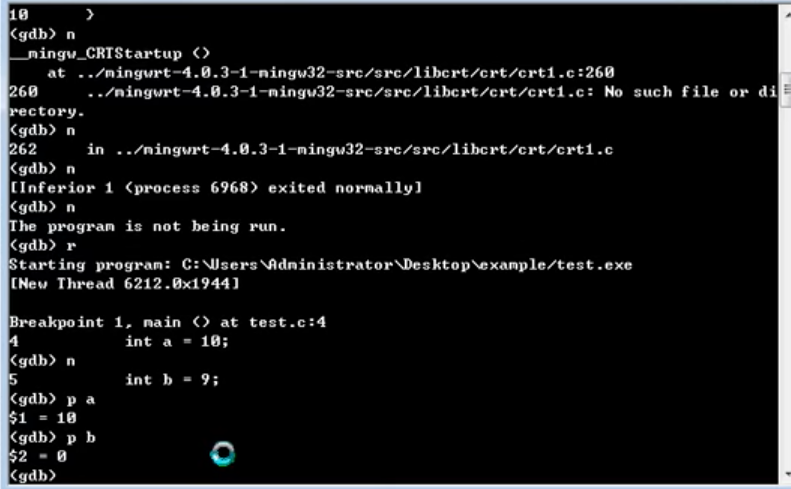 10      }
(gdb) n
__mingw_CRTStartup ()
    at ../mingwrt-4.0.3-1-mingw32-src/src/libcrt/crt/crt1.c:260
260     ../mingwrt-4.0.3-1-mingw32-src/src/libcrt/crt/crt1.c: No such file or di
rectory.
(gdb) n
262     in ../mingwrt-4.0.3-1-mingw32-src/src/libcrt/crt/crt1.c
(gdb) n
[Inferior 1 (process 6968) exited normally]
(gdb) n
The program is not being run.
(gdb) r
Starting program: C:\Users\Administrator\Desktop\example/test.exe
[New Thread 6212.0x1944]
Breakpoint 1, main () at test.c:4
4           int a = 10;
(gdb) n
5           int b = 9;
(gdb) p a
$1 = 10
(gdb) p b
$2 = 0
(gdb)